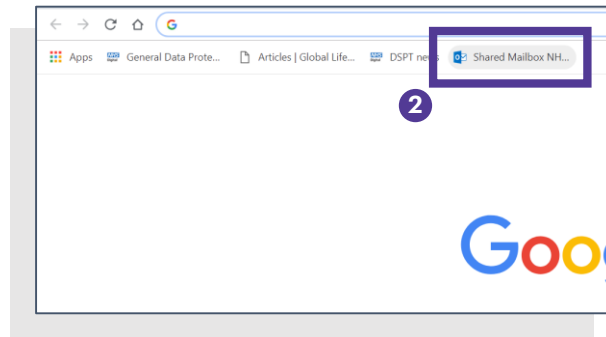 G
Apps General Data Prote... Articles | Global Life... DSPT news Shared Mailbox NH...
2
Goo